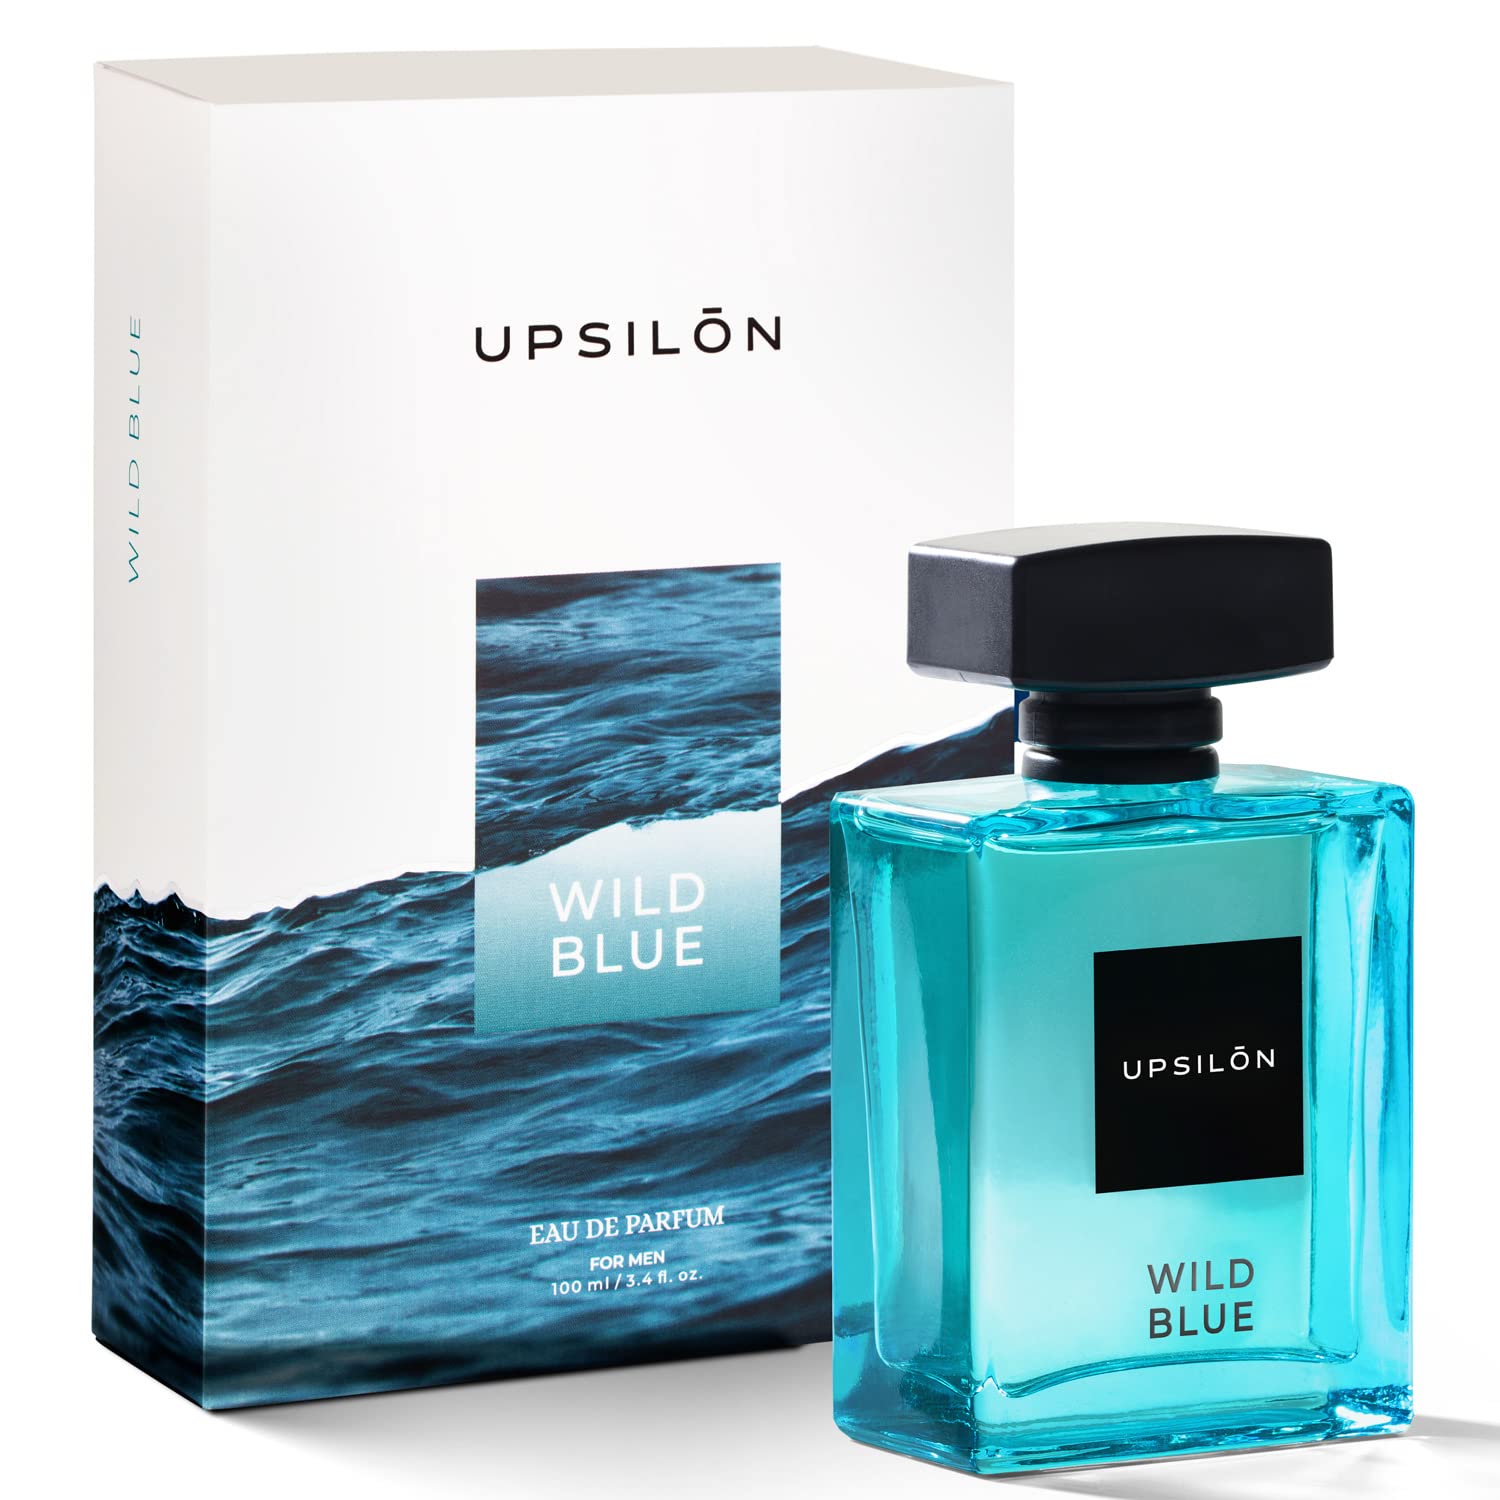 WILD BLUE
UPSILŌN
WILD
BLUE
EAU DE PARFUM
FOR MEN
100 ml / 3.4 fl. oz.
UPSILŌN
WILD
BLUE